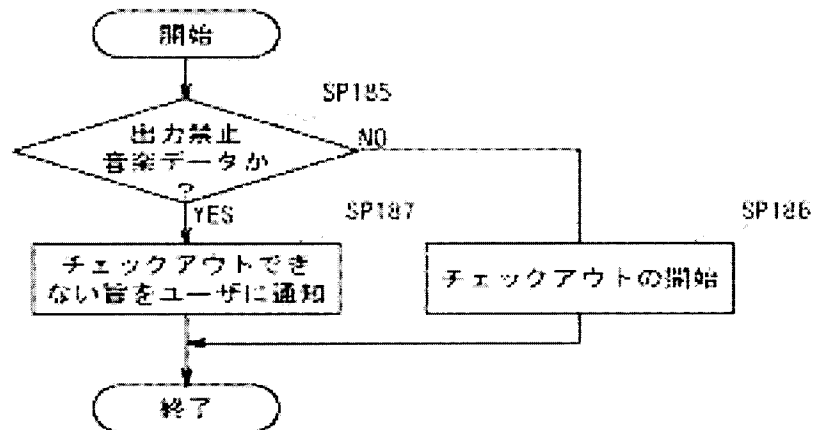 開始
SP185
出力禁止
音楽データか
?
NO
YES
SP187
SP186
チェックアウトでき
ない旨をユーザに通知
チェックアウトの開始
終了